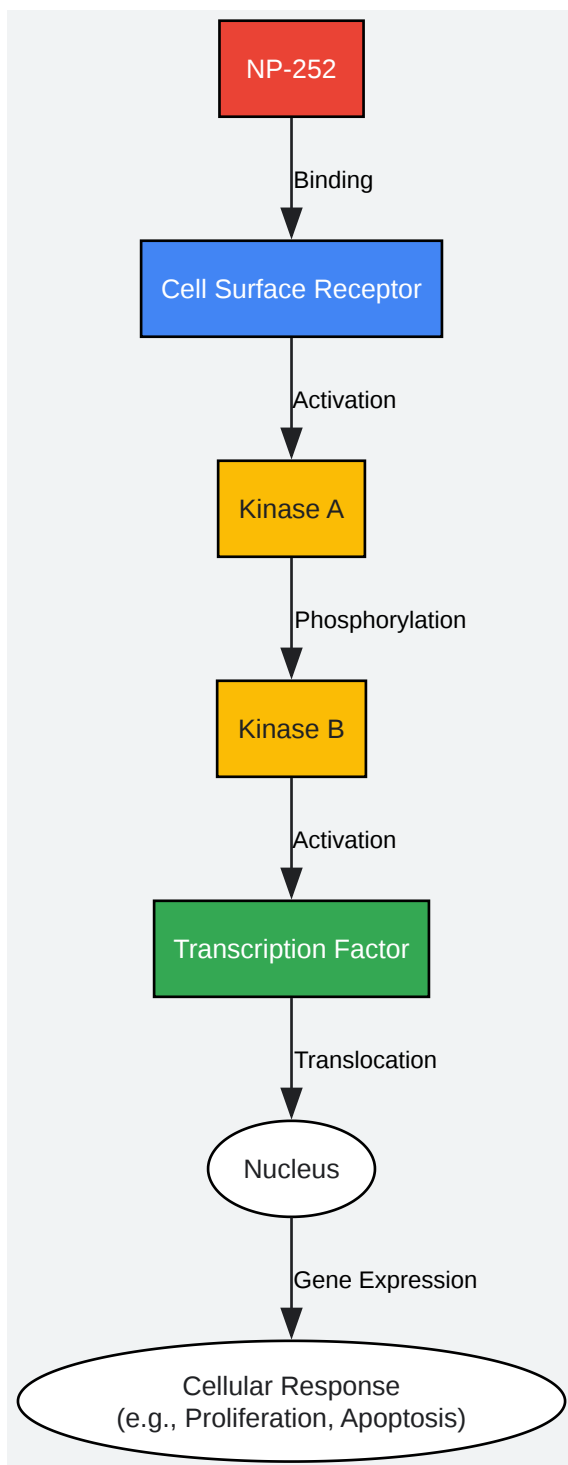 NP-252
Binding
Cell Surface Receptor
Activation
Kinase A
Phosphorylation
Kinase B
Activation
Transcription Factor
Translocation
Nucleus
Gene Expression
Cellular Response
(e.g., Proliferation, Apoptosis)